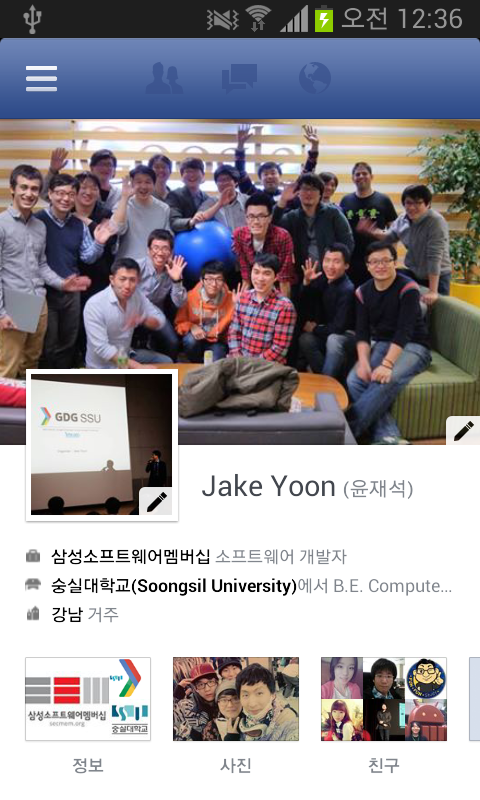 오전 12:36
GDG SSU
Jake Yoon (윤재석)
삼성소프트웨어멤버십 소프트웨어 개발자
숭실대학교(Soongsil University)에서 B.E. Compute...
강남 거주
삼성소프트웨어멤버십
secmem.org
숭실대학교
정보
사진
친구